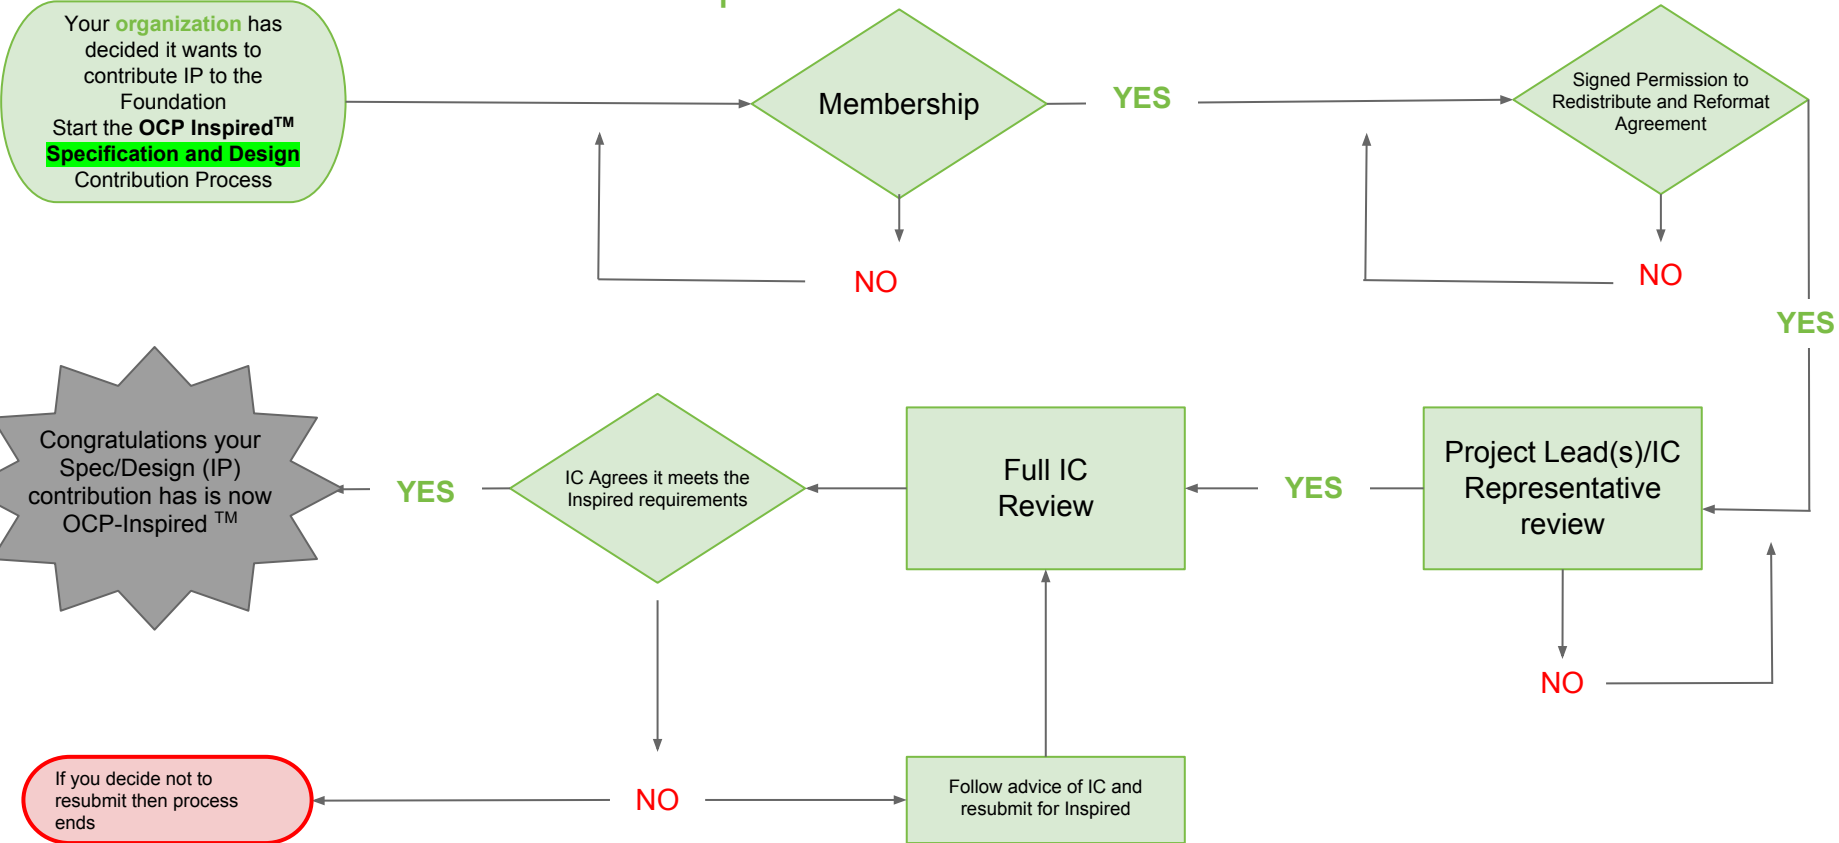 Your organization has
decided it wants to
contribute IP to the
Foundation
Start the OCP Inspired™
Specification and Design
Contribution Process
Membership
YES
Signed Permission to
Redistribute and Reformat
Agreement
NO
NO
YES
Congratulations your
Spec/Design (IP)
contribution has is now
OCP-Inspired ™
YES
IC Agrees it meets the
Inspired requirements
Full IC
Review
YES
Project Lead(s)/IC
Representative
review
NO
If you decide not to
resubmit then process
ends
NO
Follow advice of IC and
resubmit for Inspired